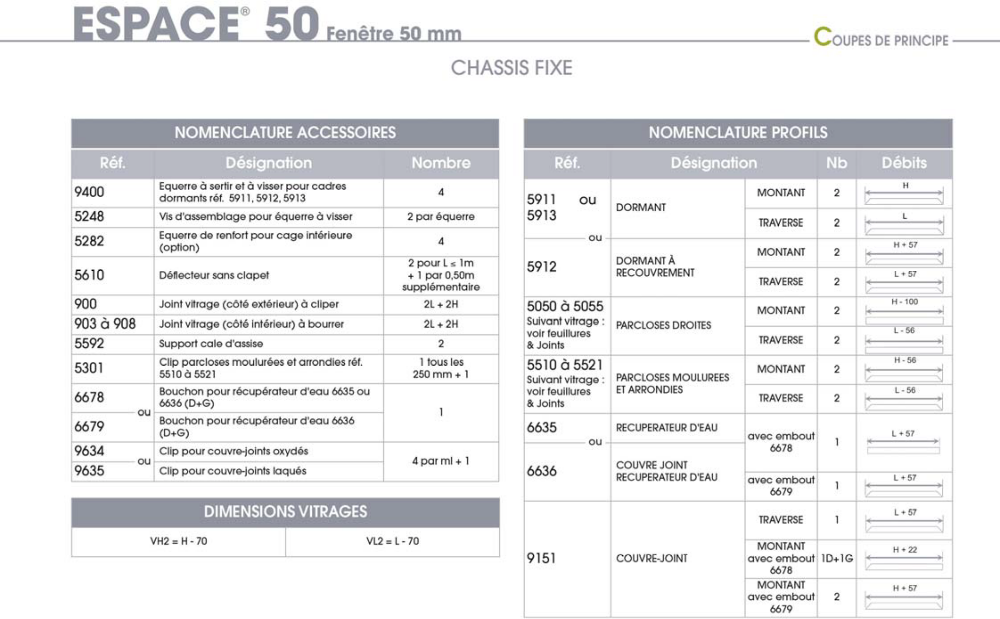 ESPACE® 50 Fenêtre 50 mm
COUPES DE PRINCIPE
CHASSIS FIXE
NOMENCLATURE ACCESSOIRES
Réf. Désignation Nombre
9400 Equerre à sertir et à visser pour cadres
dormants réf. 5911, 5912, 5913 4
5248 Vis d'assemblage pour équerre à visser 2 par équerre
5282 Equerre de renfort pour cage intérieure
(option) 4
5610 Déflecteur sans clapet 2 pour L ≤ 1m
+ 1 par 0,50m
supplémentaire
900 Joint vitrage (côté extérieur) à cliper 2L + 2H
903 à 908 Joint vitrage (côté intérieur) à bourrer 2L + 2H
5592 Support cale d'assise 2
5301 Clip parcloses moulurées et arrondies réf.
5510 à 5521 1 tous les
250 mm + 1
6678 Bouchon pour récupérateur d'eau 6635 ou
6636 (D+G)
ou 1
6679 Bouchon pour récupérateur d'eau 6636
(D+G)
9634 Clip pour couvre-joints oxydés
ou 4 par ml + 1
9635 Clip pour couvre-joints laqués
DIMENSIONS VITRAGES
VH2 = H - 70 VL2 = L - 70
NOMENCLATURE PROFILS
Réf. Désignation Nb Débits
5911 ou
5913 DORMANT MONTANT 2 H
TRAVERSE 2 L
ou
5912 DORMANT À
RECOUVREMENT MONTANT 2 H + 57
TRAVERSE 2 L + 57
5050 à 5055
Suivant vitrage :
voir feuillures
& Joints
PARCLOSES DROITES MONTANT 2 H - 100
TRAVERSE 2 L - 56
5510 à 5521
Suivant vitrage :
voir feuillures
& Joints
PARCLOSES MOULUREES
ET ARRONDIES MONTANT 2 H - 56
TRAVERSE 2 L - 56
6635 RECUPERATEUR D'EAU
ou
avec embout
6678 1 L + 57
6636 COUVRE JOINT
RECUPERATEUR D'EAU
avec embout
6679 1 L + 57
9151 COUVRE-JOINT TRAVERSE 1 L + 57
MONTANT
avec embout
6678 1D+1G H + 22
MONTANT
avec embout
6679 2 H + 57